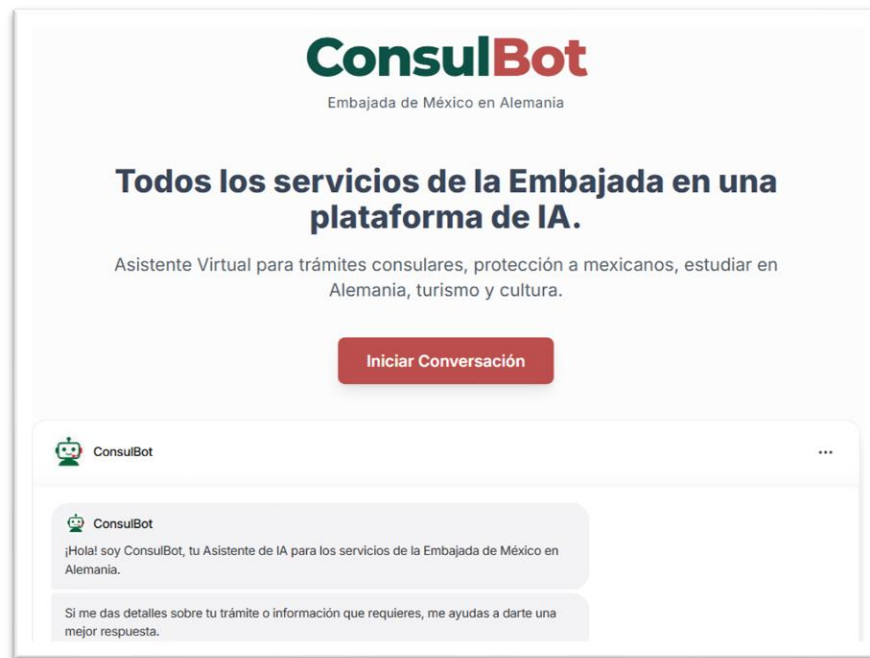 ConsulBot
Embajada de México en Alemania
Todos los servicios de la Embajada en una
plataforma de IA.
Asistente Virtual para trámites consulares, protección a mexicanos, estudiar en
Alemania, turismo y cultura.
Iniciar Conversación
ConsulBot
...
ConsulBot
¡Hola! soy ConsulBot, tu Asistente de IA para los servicios de la Embajada de México en
Alemania.
Si me das detalles sobre tu trámite o información que requieres, me ayudas a darte una
mejor respuesta.